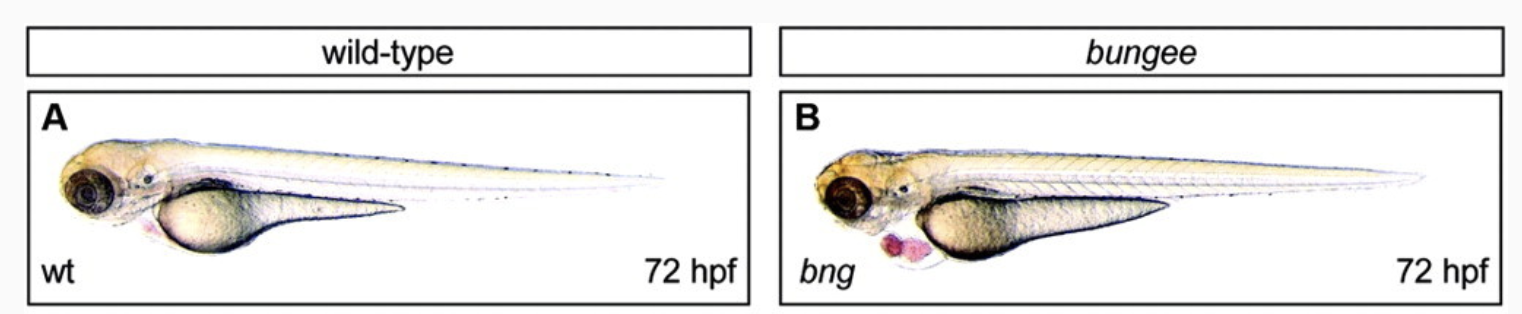 wild-type
bungee
A
B
wt
72 hpf
bng
72 hpf